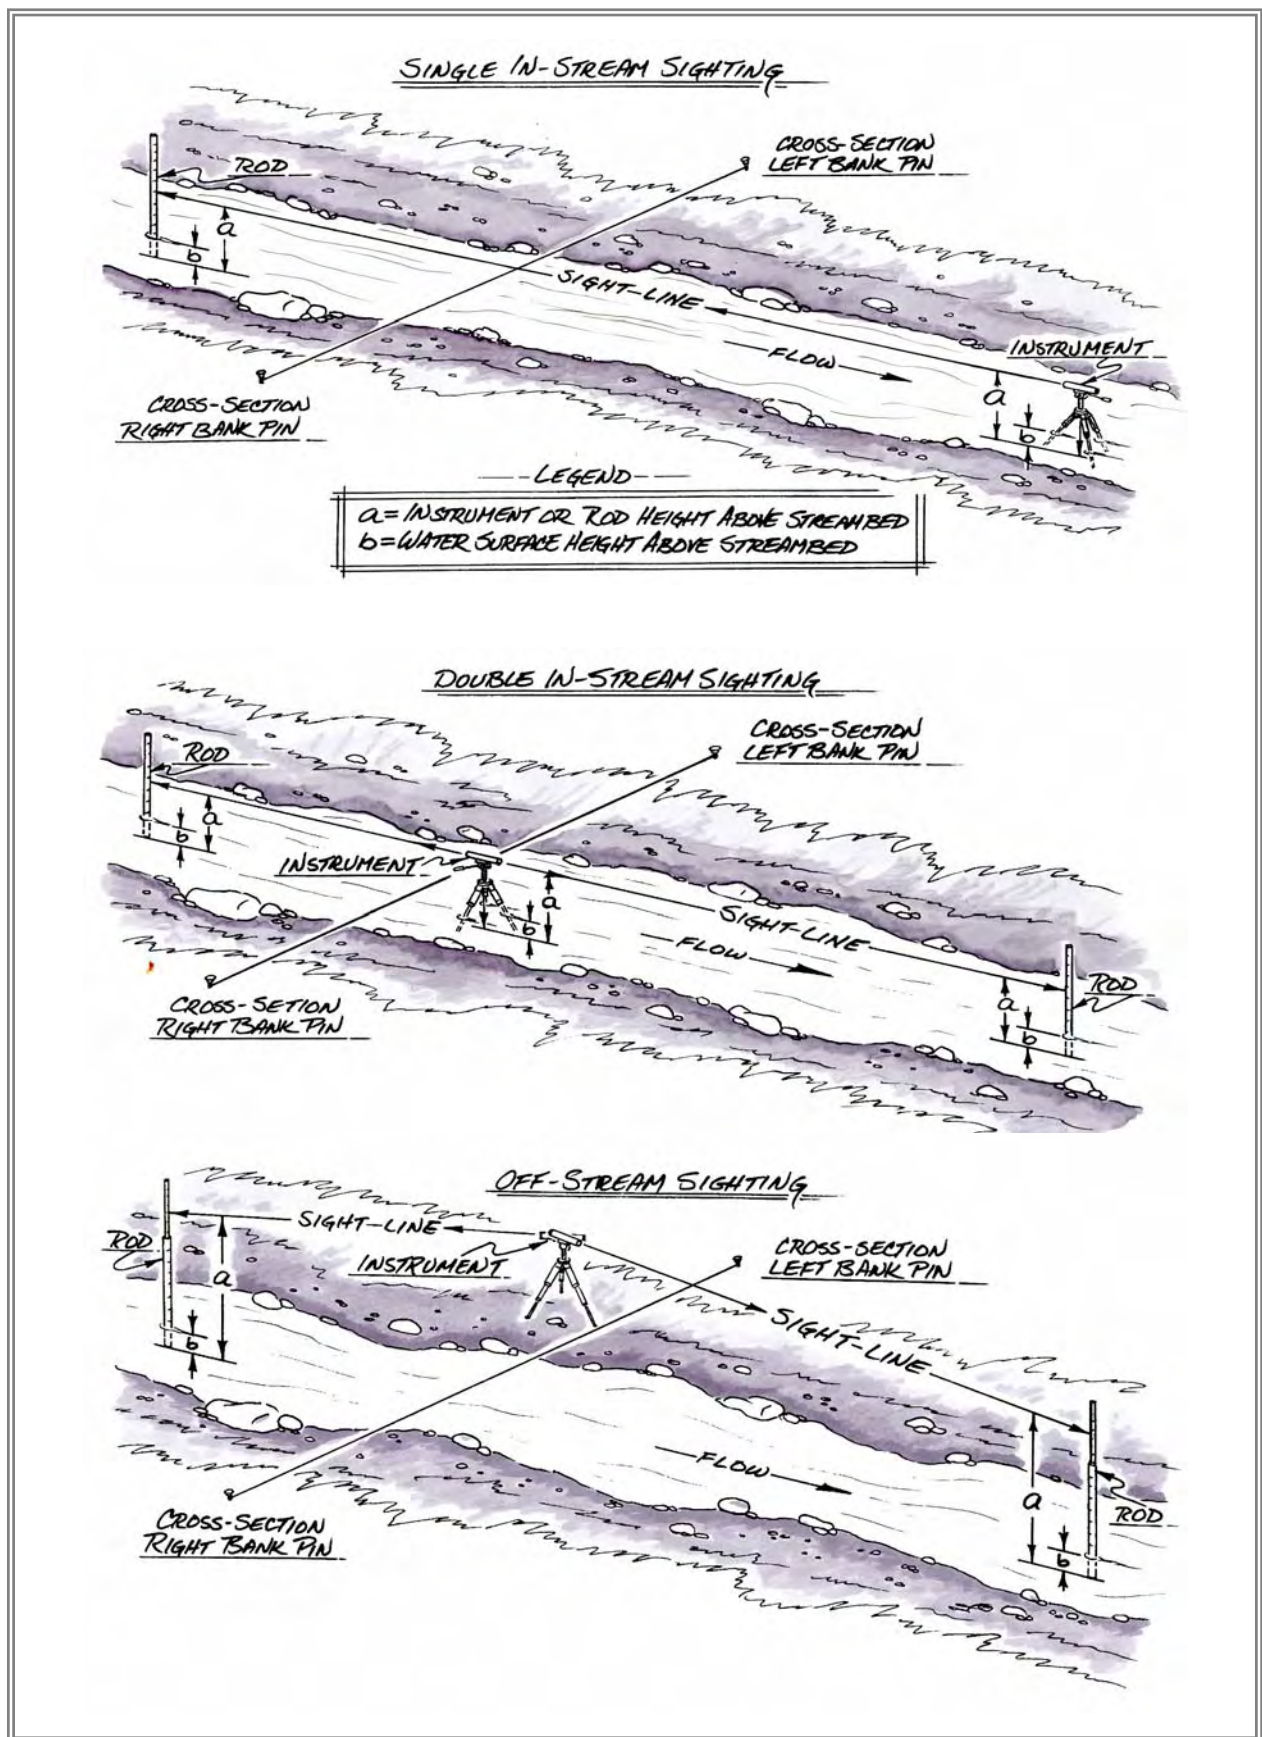 SINGLE IN-STREAM SIGHTING
CROSS-SECTION
LEFT BANK PIN
ROD
a
b
SIGHT-LINE
FLOW
INSTRUMENT
a
b
CROSS-SECTION
RIGHT BANK PIN
LEGEND
a = INSTRUMENT OR ROD HEIGHT ABOVE STREAMBED
b = WATER SURFACE HEIGHT ABOVE STREAMBED
DOUBLE IN-STREAM SIGHTING
CROSS-SECTION
LEFT BANK PIN
ROD
a
b
INSTRUMENT
a
b
SIGHT-LINE
FLOW
ROD
a
b
CROSS-SETION
RIGHT BANK PIN
OFF-STREAM SIGHTING
SIGHT-LINE
ROD
INSTRUMENT
CROSS-SECTION
LEFT BANK PIN
a
b
SIGHT-LINE
FLOW
a
b
ROD
CROSS-SECTION
RIGHT BANK PIN